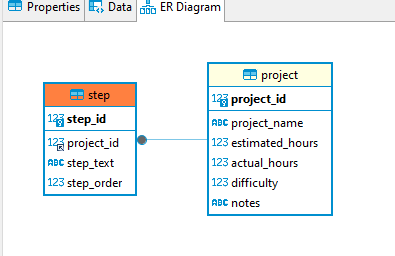 Properties Data ER Diagram
step
123 step_id
123 project_id
ABC step_text
123 step_order
project
123 project_id
ABC project_name
123 estimated_hours
123 actual_hours
123 difficulty
ABC notes